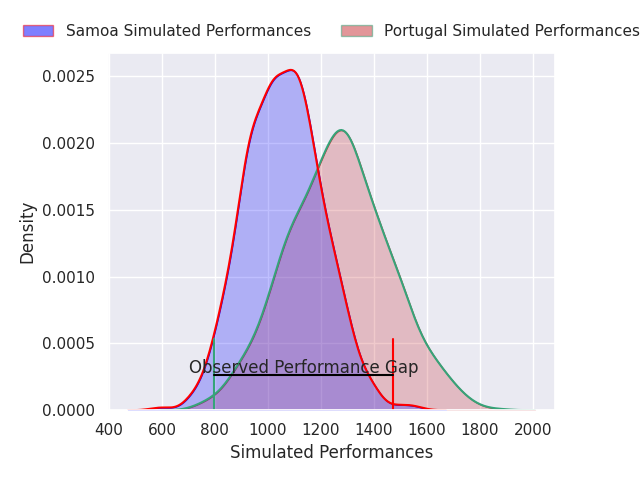 Samoa Simulated Performances Portugal Simulated Performances
0.0025
0.0020
0.0015
0.0010
0.0005
0.0000
Density
Observed Performance Gap
400 600 800 1000 1200 1400 1600 1800 2000
Simulated Performances